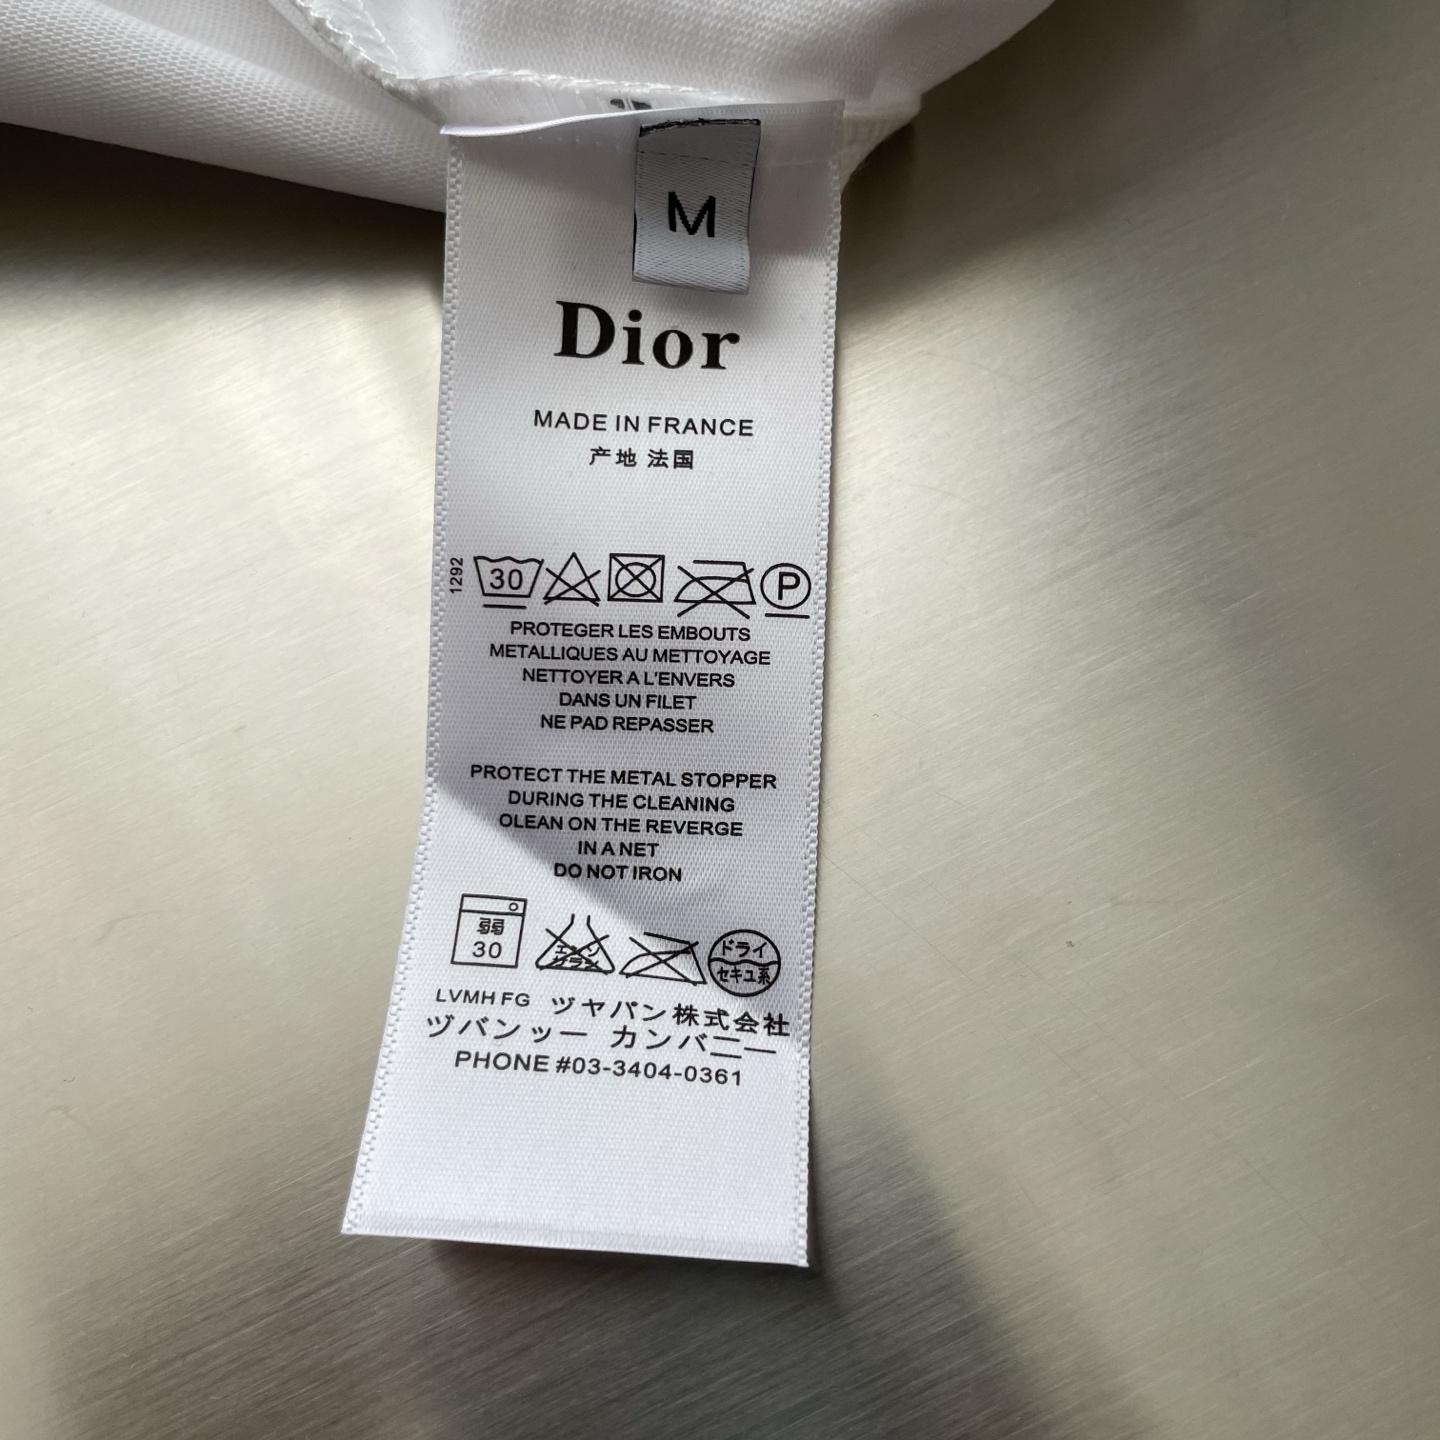 M
Dior
MADE IN FRANCE
产地 法国
1292
30
P
PROTEGER LES EMBOUTS
METALLIQUES AU METTOYAGE
NETTOYER A L'ENVERS
DANS UN FILET
NE PAD REPASSER
PROTECT THE METAL STOPPER
DURING THE CLEANING
OLEAN ON THE REVERGE
IN A NET
DO NOT IRON
弱
30
ドライ
セキユ系
LVMH FG ヅヤパン株式会社
ヅバンッー カンバニー
PHONE #03-3404-0361